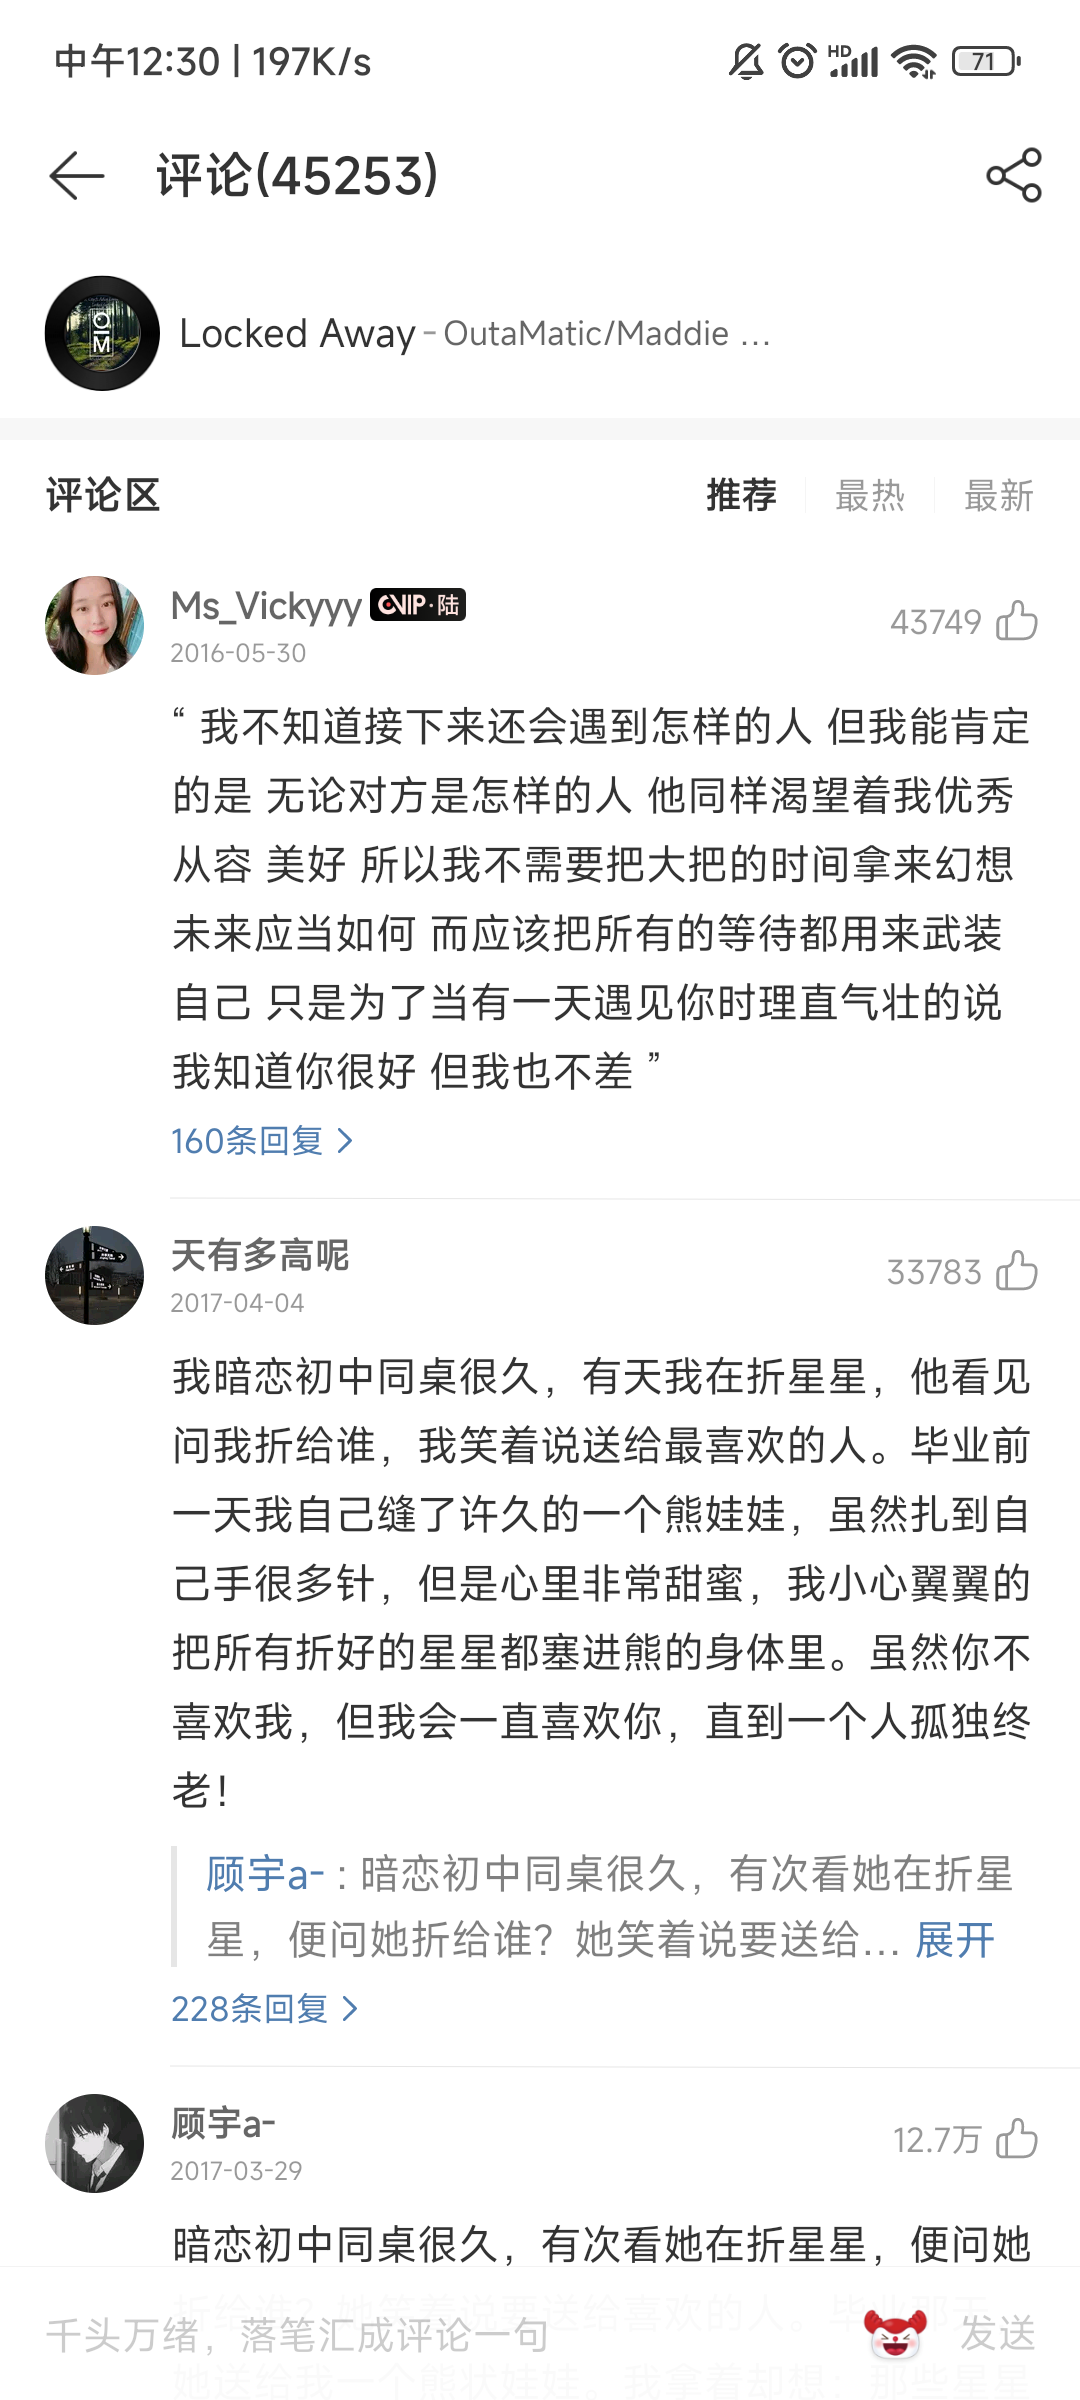 中午12:30 | 197K/s
HD
71
评论(45253)
Locked Away - OutaMatic/Maddie ...
评论区
推荐
最热
最新
Ms_Vickyyy CVIP·陆
43749
2016-05-30
“ 我不知道接下来还会遇到怎样的人 但我能肯定
的是 无论对方是怎样的人 他同样渴望着我优秀
从容 美好 所以我不需要把大把的时间拿来幻想
未来应当如何 而应该把所有的等待都用来武装
自己 只是为了当有一天遇见你时理直气壮的说
我知道你很好 但我也不差 ”
160条回复 >
天有多高呢
33783
2017-04-04
我暗恋初中同桌很久，有天我在折星星，他看见
问我折给谁，我笑着说送给最喜欢的人。毕业前
一天我自己缝了许久的一个熊娃娃，虽然扎到自
己手很多针，但是心里非常甜蜜，我小心翼翼的
把所有折好的星星都塞进熊的身体里。虽然你不
喜欢我，但我会一直喜欢你，直到一个人孤独终
老！
顾宇a- : 暗恋初中同桌很久，有次看她在折星
星，便问她折给谁？她笑着说要送给... 展开
228条回复 >
顾宇a-
12.7万
2017-03-29
暗恋初中同桌很久，有次看她在折星星，便问她
千头万绪，落笔汇成评论一句
发送